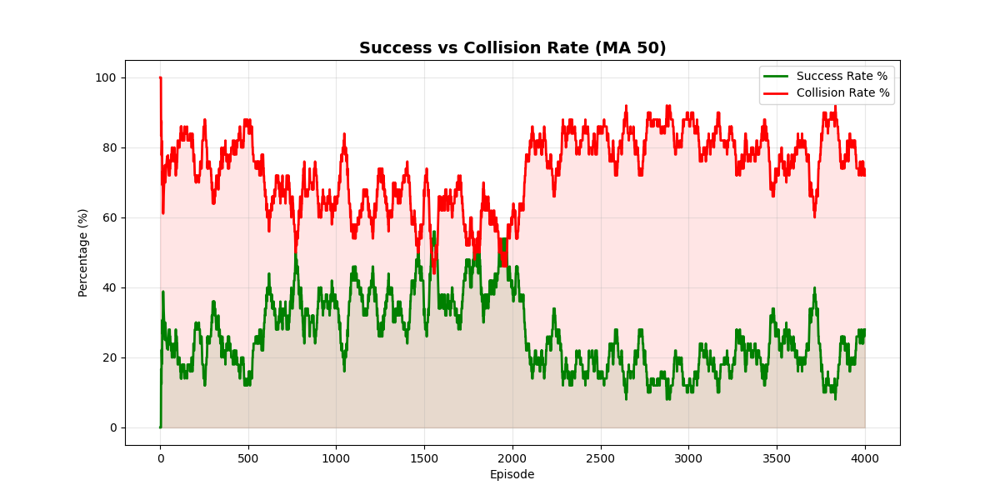 Success vs Collision Rate (MA 50)
Success Rate %
Collision Rate %
100
80
60
40
20
0
Percentage (%)
0 500 1000 1500 2000 2500 3000 3500 4000
Episode